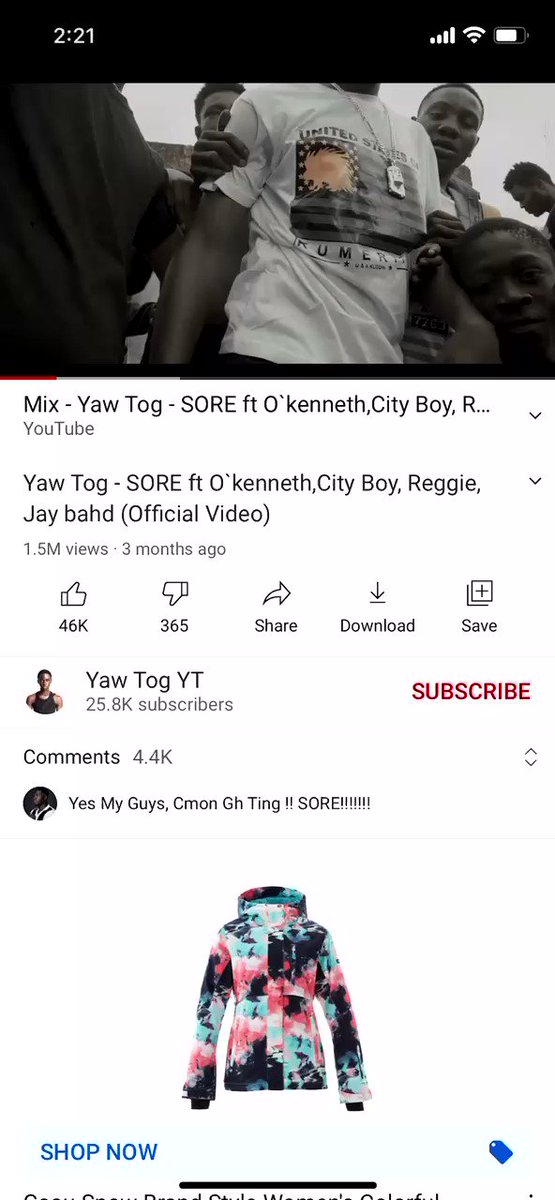 2:21
UNITED STATES
Mix - Yaw Tog - SORE ft O`kenneth,City Boy, R...
YouTube
Yaw Tog - SORE ft O`kenneth,City Boy, Reggie,
Jay bahd (Official Video)
1.5M views · 3 months ago
46K
365
Share
Download
Save
Yaw Tog YT
25.8K subscribers
SUBSCRIBE
Comments 4.4K
Yes My Guys, Cmon Gh Ting !! SORE!!!!!!!
SHOP NOW